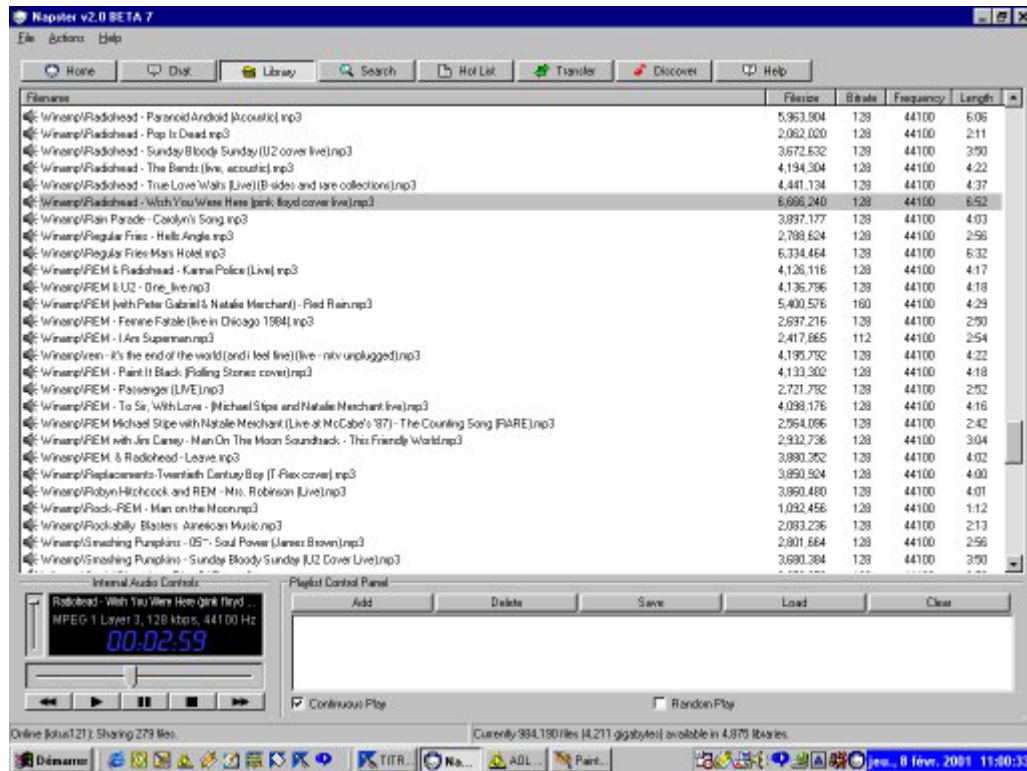 Napster v2.0 BETA 7
File Actions Help
Home Chat Library Search Hot List Transfer Discover Help
Filename Filesize Bitrate Frequency Length
Winamp\Radiohead - Paranoid Android (Acoustic).mp3 5,963,904 128 44100 6:06
Winamp\Radiohead - Pop Is Dead.mp3 2,062,020 128 44100 2:11
Winamp\Radiohead - Sunday Bloody Sunday (U2 cover live).mp3 3,672,632 128 44100 3:50
Winamp\Radiohead - The Bends (live, acoustic).mp3 4,194,304 128 44100 4:22
Winamp\Radiohead - True Love Waits (Live)(B-sides and rare collections).mp3 4,441,134 128 44100 4:37
Winamp\Radiohead - Wish You Were Here (pink floyd cover live).mp3 6,666,240 128 44100 6:52
Winamp\Rain Parade - Carolyn's Song.mp3 3,897,177 128 44100 4:03
Winamp\Regular Fries - Hells Angle.mp3 2,788,624 128 44100 2:56
Winamp\Regular Fries-Mars Hotel.mp3 6,334,464 128 44100 6:32
Winamp\REM & Radiohead - Karma Police (Live).mp3 4,126,116 128 44100 4:17
Winamp\REM & U2 - One_live.mp3 4,136,796 128 44100 4:18
Winamp\REM (with Peter Gabriel & Natalie Merchant) - Red Rain.mp3 5,400,576 160 44100 4:29
Winamp\REM - Femme Fatale (live in Chicago 1984).mp3 2,697,216 128 44100 2:50
Winamp\REM - I Am Superman.mp3 2,417,865 112 44100 2:54
Winamp\rem - it's the end of the world (and i feel fine) (live - mtv unplugged).mp3 4,195,792 128 44100 4:22
Winamp\REM - Paint It Black (Rolling Stones cover).mp3 4,133,302 128 44100 4:18
Winamp\REM - Passenger (LIVE).mp3 2,721,792 128 44100 2:52
Winamp\REM - To Sir, With Love - (Michael Stipe and Natalie Merchant live).mp3 4,098,176 128 44100 4:16
Winamp\REM Michael Stipe with Natalie Merchant (Live at McCabe's '87) - The Counting Song (RARE).mp3 2,564,096 128 44100 2:42
Winamp\REM with Jim Carrey - Man On The Moon Soundtrack - This Friendly World.mp3 2,932,736 128 44100 3:04
Winamp\REM. & Radiohead - Leave.mp3 3,880,352 128 44100 4:02
Winamp\Replacements-Twentieth Century Boy (T-Rex cover).mp3 3,850,924 128 44100 4:00
Winamp\Robyn Hitchcock and REM - Mrs. Robinson (Live).mp3 3,860,480 128 44100 4:01
Winamp\Rock--REM - Man on the Moon.mp3 1,092,456 128 44100 1:12
Winamp\Rockabilly Blasters American Music.mp3 2,083,236 128 44100 2:13
Winamp\Smashing Pumpkins - 05~- Soul Power (James Brown).mp3 2,801,664 128 44100 2:56
Winamp\Smashing Pumpkins - Sunday Bloody Sunday (U2 Cover Live).mp3 3,680,384 128 44100 3:50
Internal Audio Controls Playlist Control Panel
Radiohead - Wish You Were Here (pink floyd ... Add Delete Save Load Clear
MPEG 1 Layer 3, 128 kbps, 44100 Hz
00:02:59
Continuous Play Random Play
Online (lotus121): Sharing 279 files. Currently 984,190 files (4,211 gigabytes) available in 4,875 libraries.
Démarrer TITR... Na... AOL... Paint... jeu., 8 févr. 2001 11:00:3